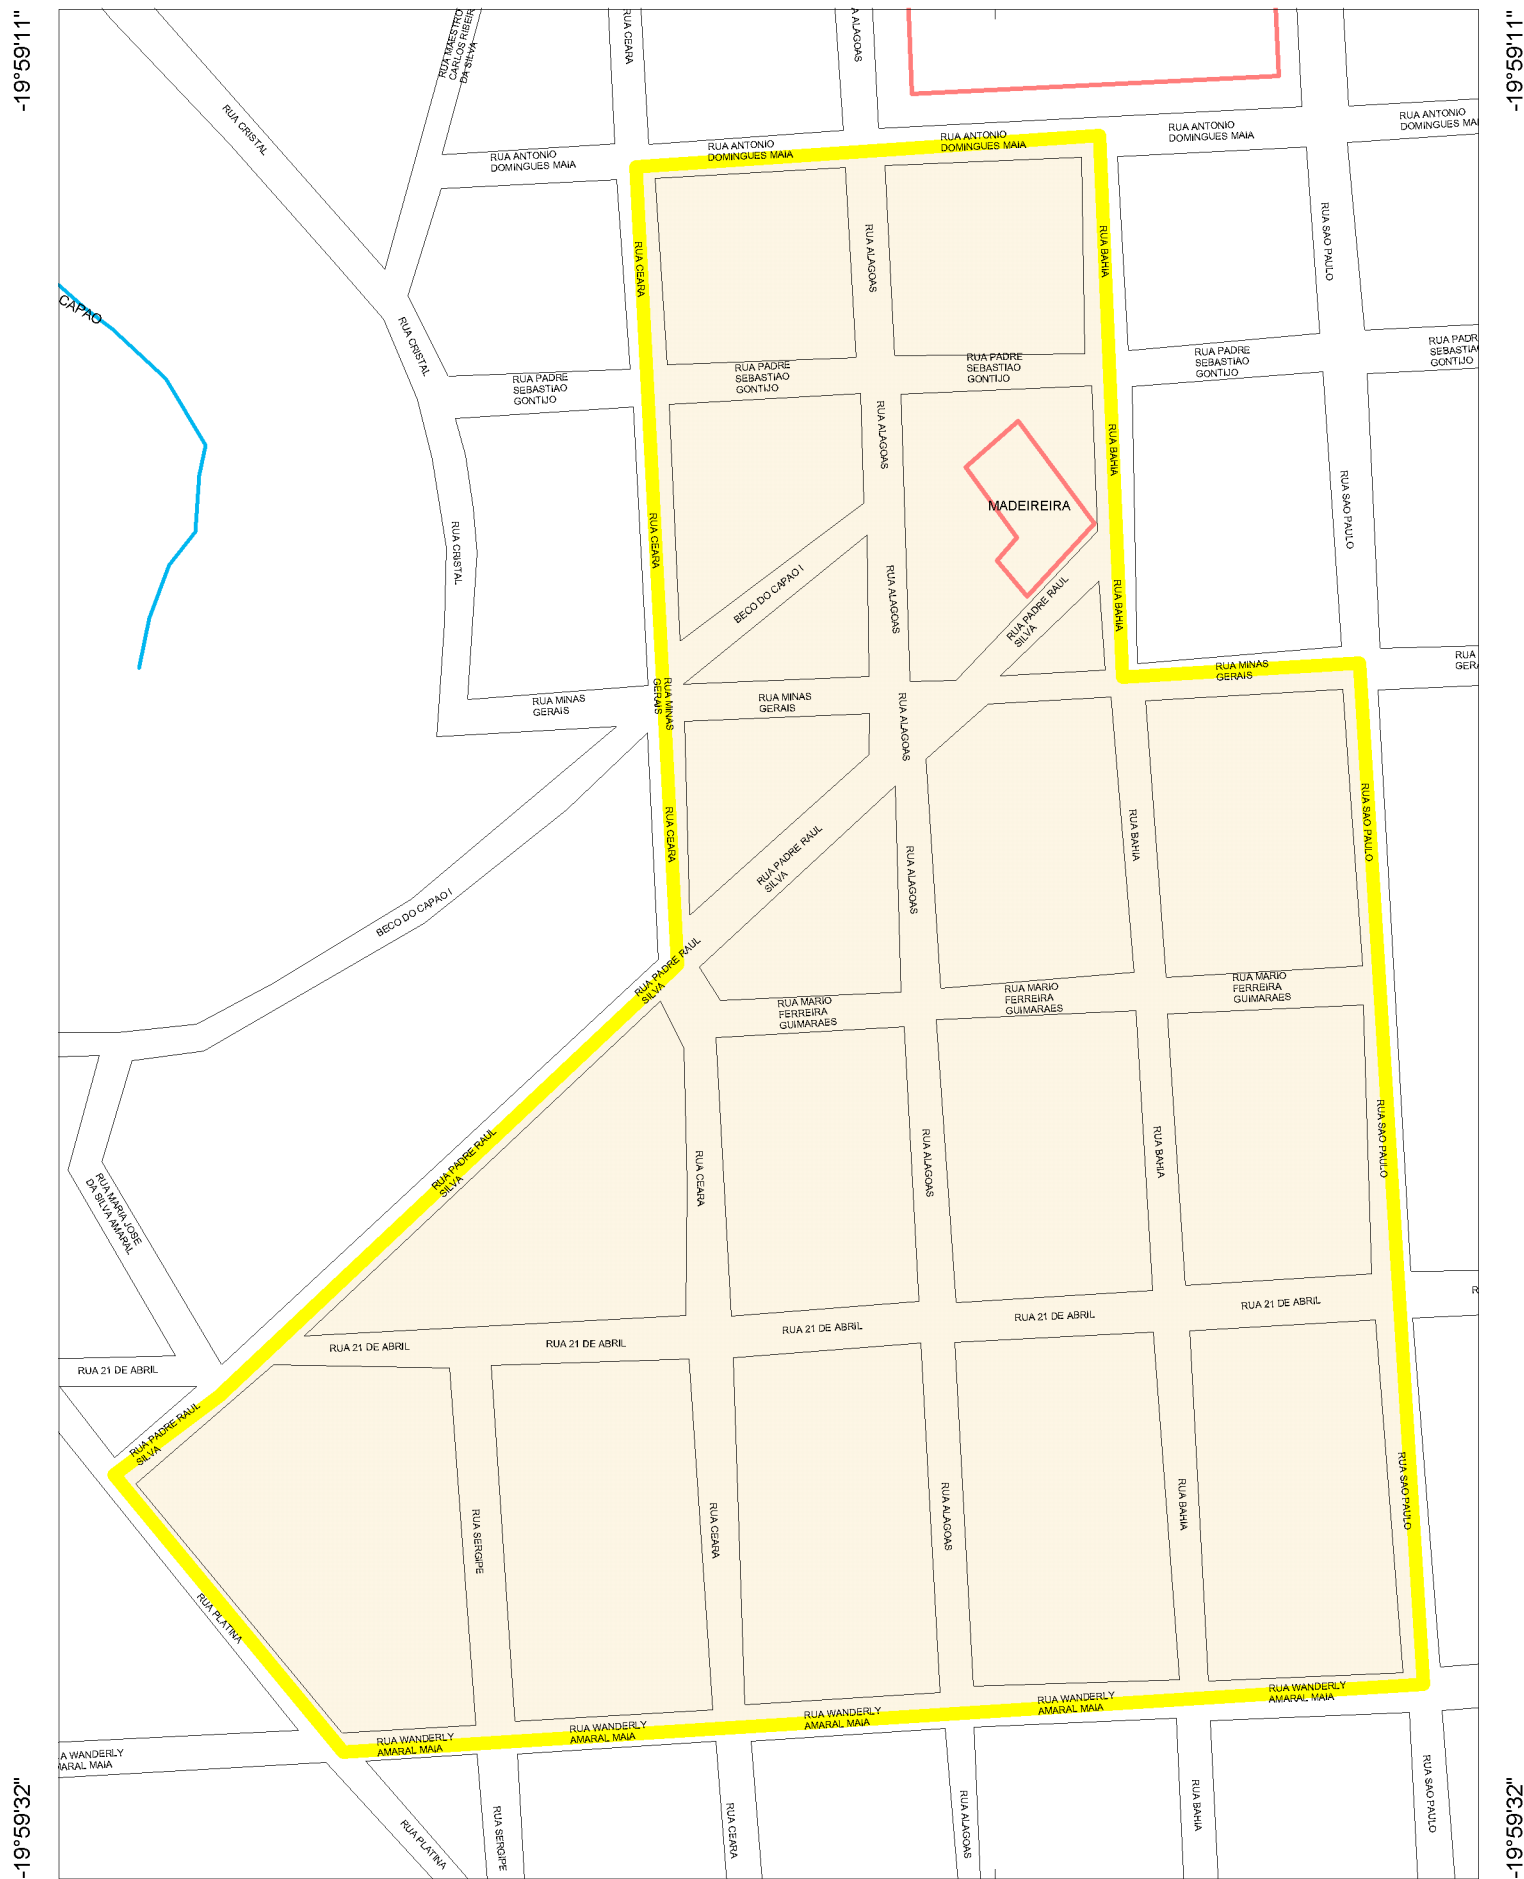 -19°59'11"
-19°59'11"
RUA MAESTRO
CARLOS RIBEIR
DA SILVA
RUA CEARA
A ALAGOAS
RUA CRISTAL
RUA ANTONIO
DOMINGUES MAIA
RUA ANTONIO
DOMINGUES MAIA
RUA ANTONIO
DOMINGUES MAIA
RUA ANTONIO
DOMINGUES MAIA
RUA ANTONIO
DOMINGUES MAI
RUA CEARA
RUA ALAGOAS
RUA BAHIA
RUA SAO PAULO
CAPAO
RUA CRISTAL
RUA PADRE
SEBASTIAO
GONTIJO
RUA PADRE
SEBASTIAO
GONTIJO
RUA PADRE
SEBASTIAO
GONTIJO
RUA PADRE
SEBASTIAO
GONTIJO
RUA PADR
SEBASTIA
GONTIJO
RUA ALAGOAS
RUA BAHIA
RUA SAO PAULO
MADEIREIRA
RUA CRISTAL
RUA CEARA
BECO DO CAPAO I
RUA ALAGOAS
RUA PADRE RAUL
SILVA
RUA BAHIA
RUA MINAS
GERAIS
RUA MINAS
GERAIS
RUA MINAS
GERAIS
RUA MINAS
GERAIS
RUA
GERA
RUA ALAGOAS
RUA CEARA
RUA PADRE RAUL
SILVA
RUA ALAGOAS
RUA BAHIA
RUA SAO PAULO
BECO DO CAPAO I
RUA PADRE RAUL
SILVA
RUA MARIO
FERREIRA
GUIMARAES
RUA MARIO
FERREIRA
GUIMARAES
RUA MARIO
FERREIRA
GUIMARAES
RUA PADRE RAUL
SILVA
RUA CEARA
RUA ALAGOAS
RUA BAHIA
RUA SAO PAULO
RUA MARIA JOSE
DA SILVA AMARAL
RUA 21 DE ABRIL
RUA 21 DE ABRIL
RUA 21 DE ABRIL
RUA 21 DE ABRIL
RUA 21 DE ABRIL
RUA 21 DE ABRIL
R
RUA PADRE RAUL
SILVA
RUA SERGIPE
RUA CEARA
RUA ALAGOAS
RUA BAHIA
RUA SAO PAULO
RUA PLATINA
A WANDERLY
MARAL MAIA
RUA WANDERLY
AMARAL MAIA
RUA WANDERLY
AMARAL MAIA
RUA WANDERLY
AMARAL MAIA
RUA WANDERLY
AMARAL MAIA
RUA WANDERLY
AMARAL MAIA
RUA PLATINA
RUA SERGIPE
RUA CEARA
RUA ALAGOAS
RUA BAHIA
RUA SAO PAULO
-19°59'32"
-19°59'32"